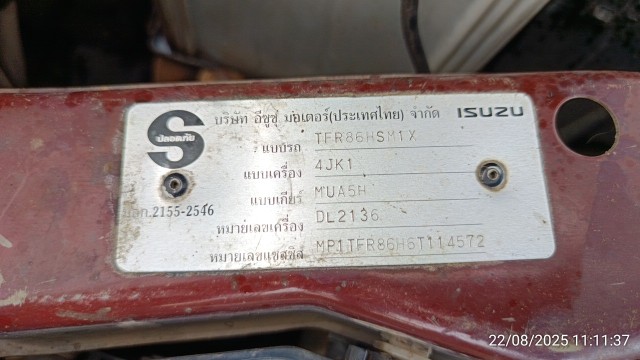 บริษัท อีซูซุ มอเตอร์(ประเทศไทย) จำกัด ISUZU
ปลอดภัย
แบบรถ TFR86HSM1X
แบบเครื่อง 4JK1
แบบเกียร์ MUA5H
มอก.2155-2546
หมายเลขเครื่อง DL2136
หมายเลขแชสซีส์ MP1TFR86H6T114572
22/08/2025 11:11:37